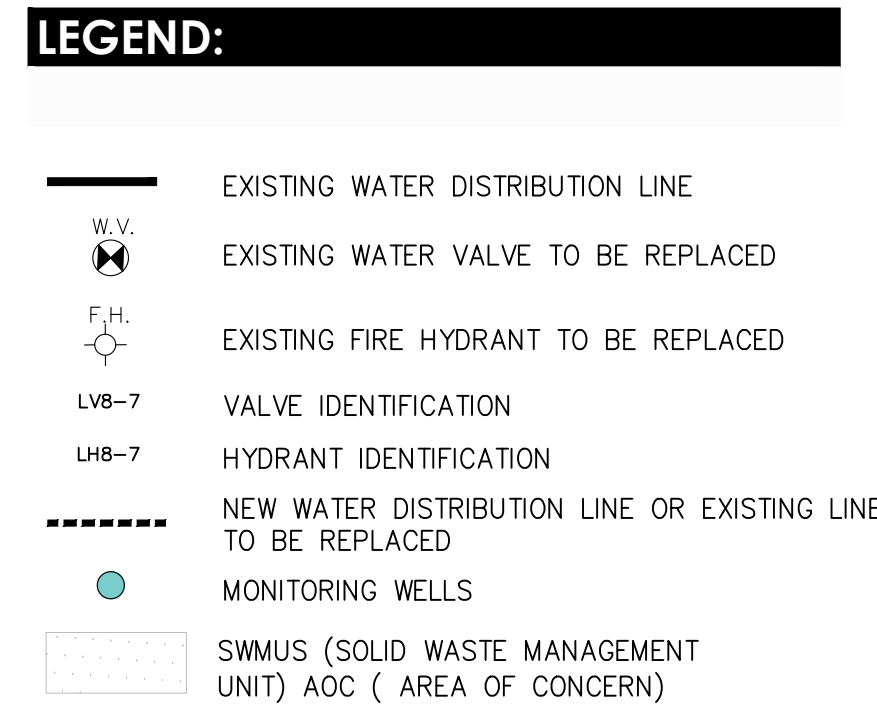 LEGEND:
EXISTING WATER DISTRIBUTION LINE
W.V.
EXISTING WATER VALVE TO BE REPLACED
F.H.
EXISTING FIRE HYDRANT TO BE REPLACED
LV8-7 VALVE IDENTIFICATION
LH8-7 HYDRANT IDENTIFICATION
NEW WATER DISTRIBUTION LINE OR EXISTING LINE
TO BE REPLACED
MONITORING WELLS
SWMUS (SOLID WASTE MANAGEMENT
UNIT) AOC ( AREA OF CONCERN)